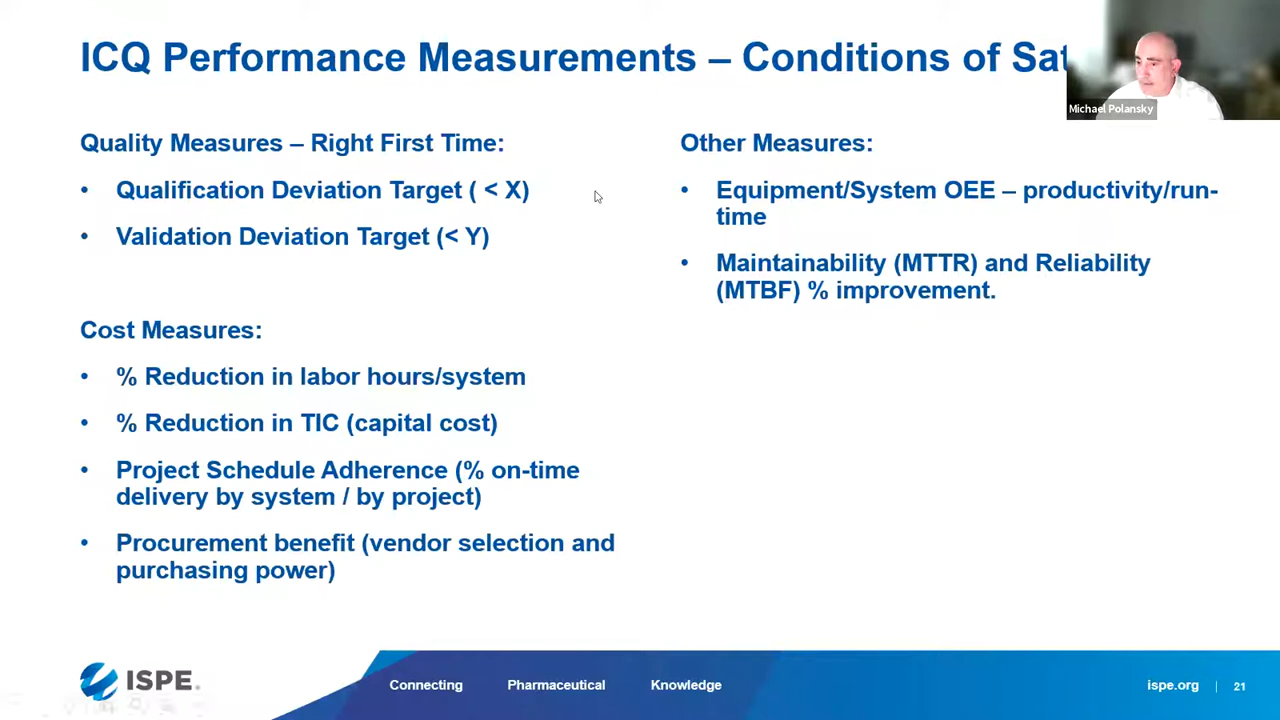 ICQ Performance Measurements – Conditions of
Michael Polansky
Quality Measures – Right First Time:
• Qualification Deviation Target ( < X)
• Validation Deviation Target (< Y)
Cost Measures:
• % Reduction in labor hours/system
• % Reduction in TIC (capital cost)
• Project Schedule Adherence (% on-time
delivery by system / by project)
• Procurement benefit (vendor selection and
purchasing power)
Other Measures:
• Equipment/System OEE – productivity/run-
time
• Maintainability (MTTR) and Reliability
(MTBF) % improvement.
ISPE.
Connecting Pharmaceutical Knowledge
ispe.org | 21